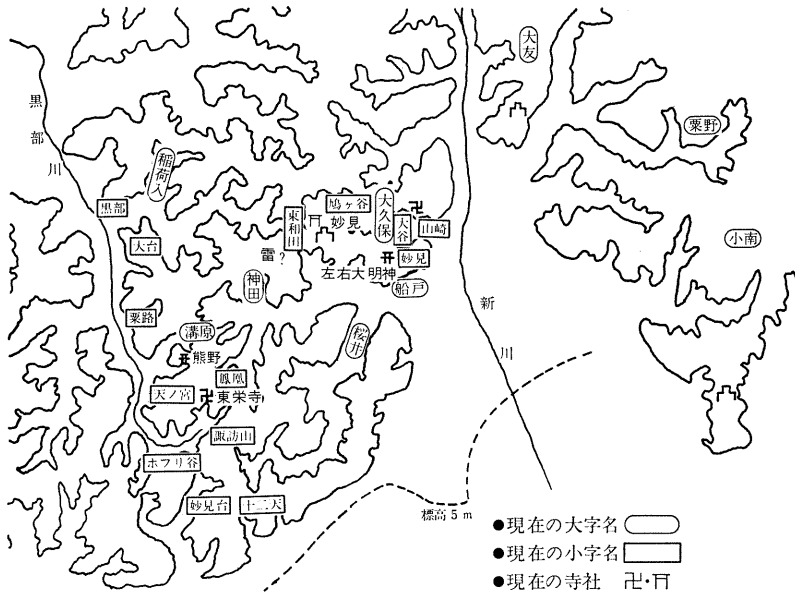 大友
粟野
黒部川
稲荷入
黒部
鳩ヶ谷
大久保
東和田
妙見
大谷
山崎
小南
大台
雷?
妙見
左右大明神
神田
船戸
粟路
溝原
桜井
新川
熊野
鳳凰
天ノ宮
東栄寺
諏訪山
ホフリ谷
妙見台
十二天
標高5m
●現在の大字名
●現在の小字名
●現在の寺社 卍・⛩